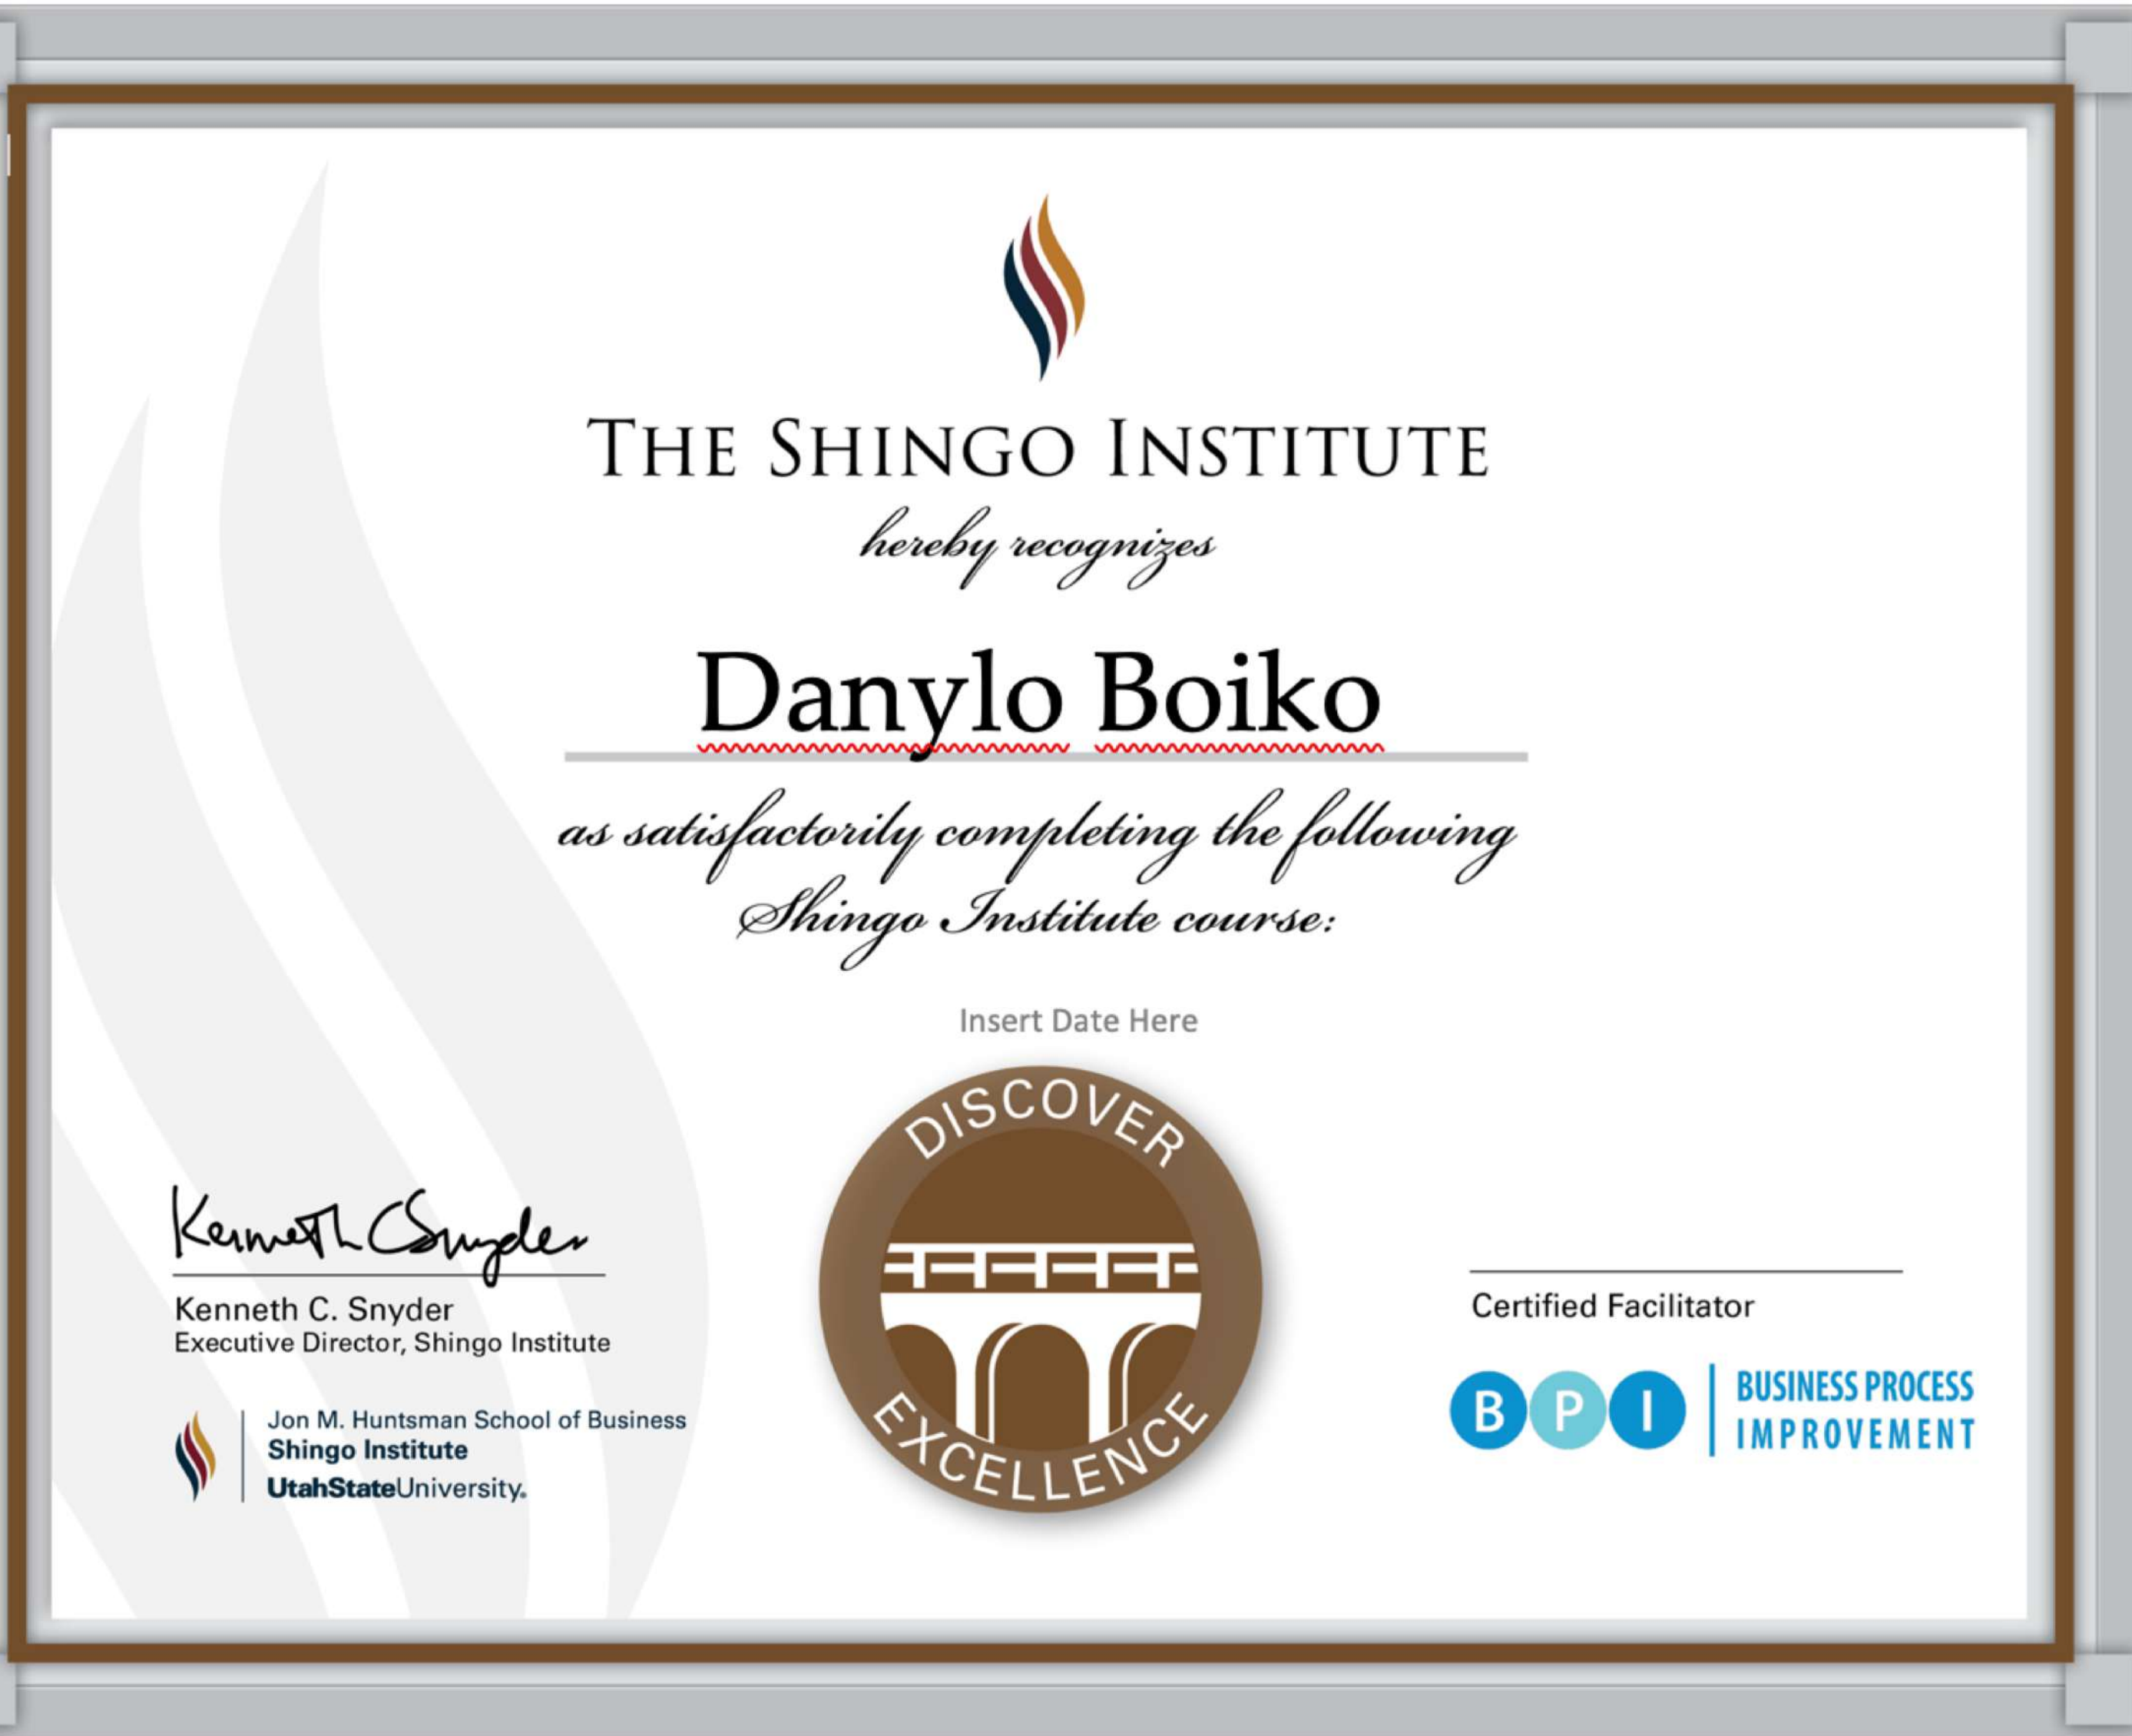 THE SHINGO INSTITUTE
hereby recognizes
Danylo Boiko
as satisfactorily completing the following
Shingo Institute course:
Insert Date Here
DISCOVER
EXCELLENCE
Kenneth C Snyder
Kenneth C. Snyder
Executive Director, Shingo Institute
Jon M. Huntsman School of Business
Shingo Institute
UtahStateUniversity.
Certified Facilitator
B P I
BUSINESS PROCESS
IMPROVEMENT